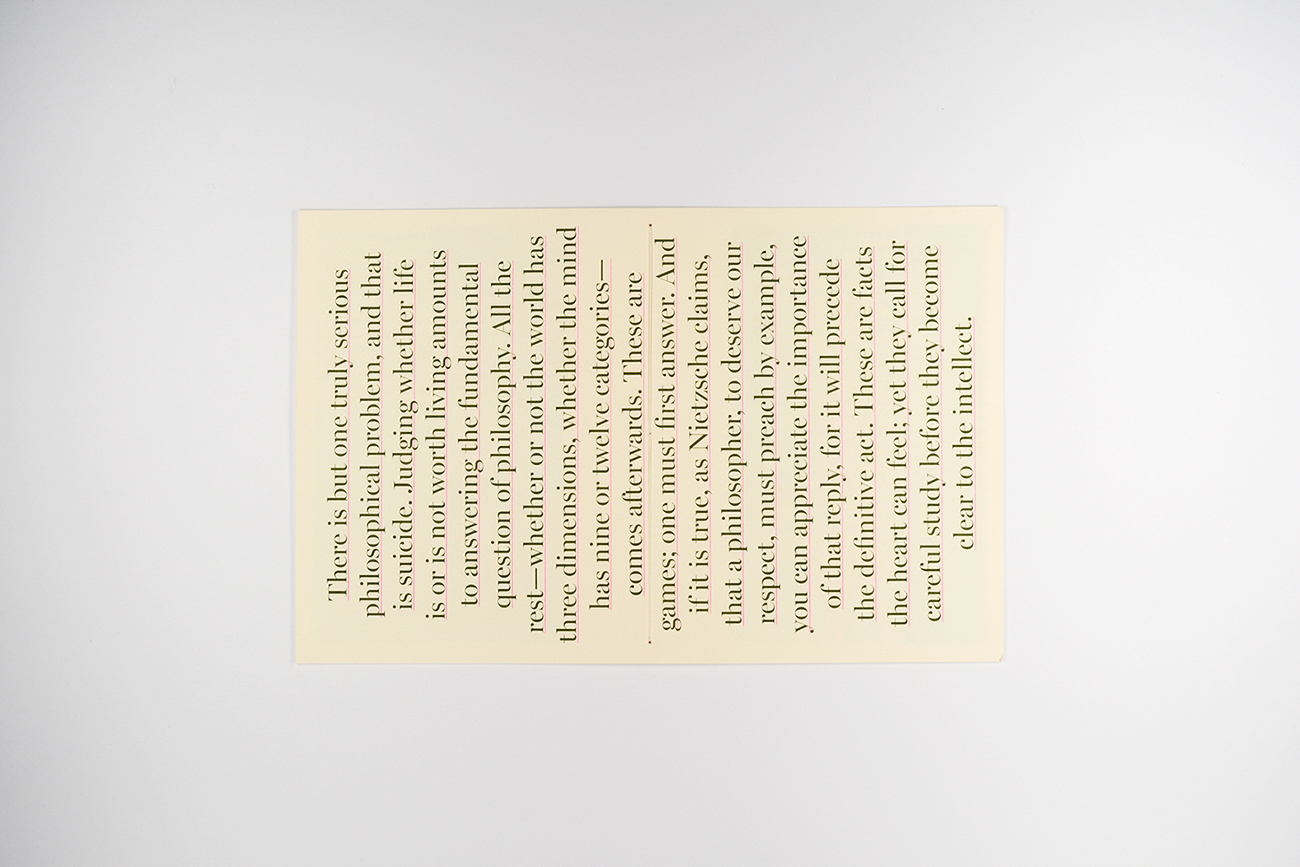 There is but one truly serious
philosophical problem, and that
is suicide. Judging whether life
is or is not worth living amounts
to answering the fundamental
question of philosophy. All the
rest—whether or not the world has
three dimensions, whether the mind
has nine or twelve categories—
comes afterwards. These are
games; one must first answer. And
if it is true, as Nietzsche claims,
that a philosopher, to deserve our
respect, must preach by example,
you can appreciate the importance
of that reply, for it will precede
the definitive act. These are facts
the heart can feel; yet they call for
careful study before they become
clear to the intellect.